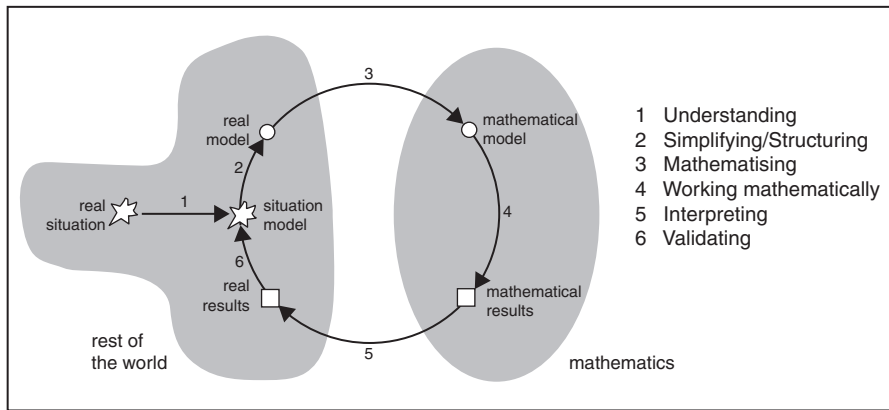 real
model
3
mathematical
model
2
real
situation
1
situation
model
4
6
real
results
mathematical
results
5
rest of
the world
mathematics
1 Understanding
2 Simplifying/Structuring
3 Mathematising
4 Working mathematically
5 Interpreting
6 Validating